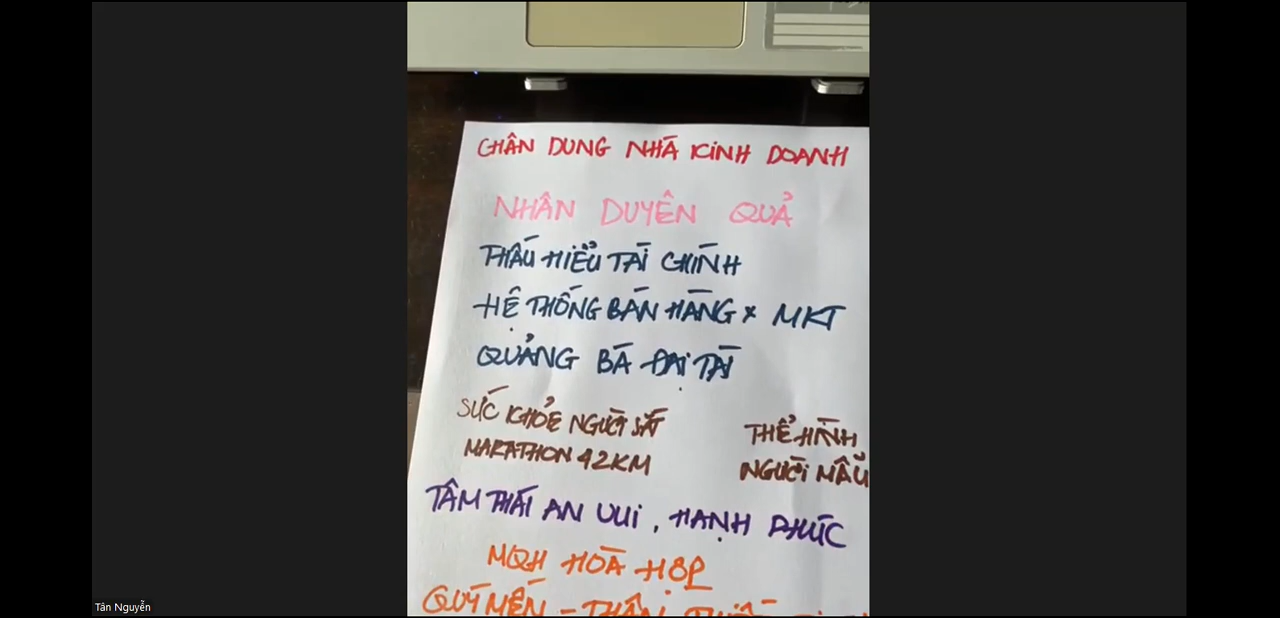 CHÂN DUNG NHÀ KINH DOANH
NHÂN DUYÊN QUẢ
THẤU HIỂU TÀI CHÍNH
HỆ THỐNG BÁN HÀNG × MKT
QUẢNG BÁ ĐẠI TÀI
SỨC KHỎE NGƯỜI SẮT
MARATHON 42KM
THỂ HÌNH
NGƯỜI MẪU
TÂM THÁI AN VUI, HẠNH PHÚC
MQH HÒA HỢP
QUÝ MẾN - THÂN
Tân Nguyễn